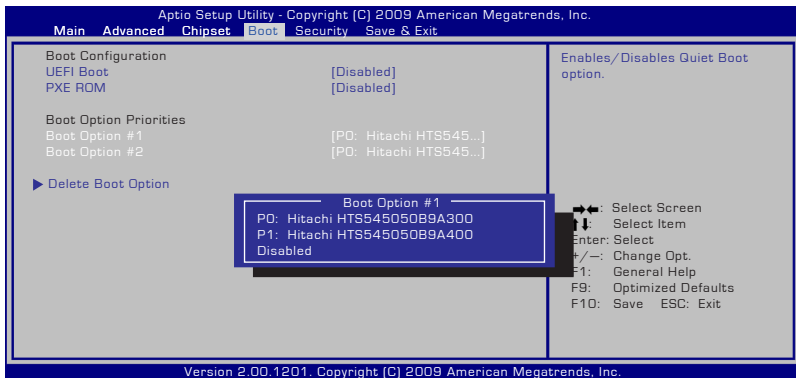 Aptio Setup Utility - Copyright (C) 2009 American Megatrends, Inc.
Main Advanced Chipset Boot Security Save & Exit
Boot Configuration
UEFI Boot [Disabled]
PXE ROM [Disabled]
Boot Option Priorities
Boot Option #1 [P0: Hitachi HTS545...]
Boot Option #2 [P0: Hitachi HTS545...]
Delete Boot Option
Boot Option #1
P0: Hitachi HTS545050B9A300
P1: Hitachi HTS545050B9A400
Disabled
Enables/Disables Quiet Boot
option.
→←: Select Screen
↑↓: Select Item
Enter: Select
+/—: Change Opt.
F1: General Help
F9: Optimized Defaults
F10: Save ESC: Exit
Version 2.00.1201. Copyright (C) 2009 American Megatrends, Inc.